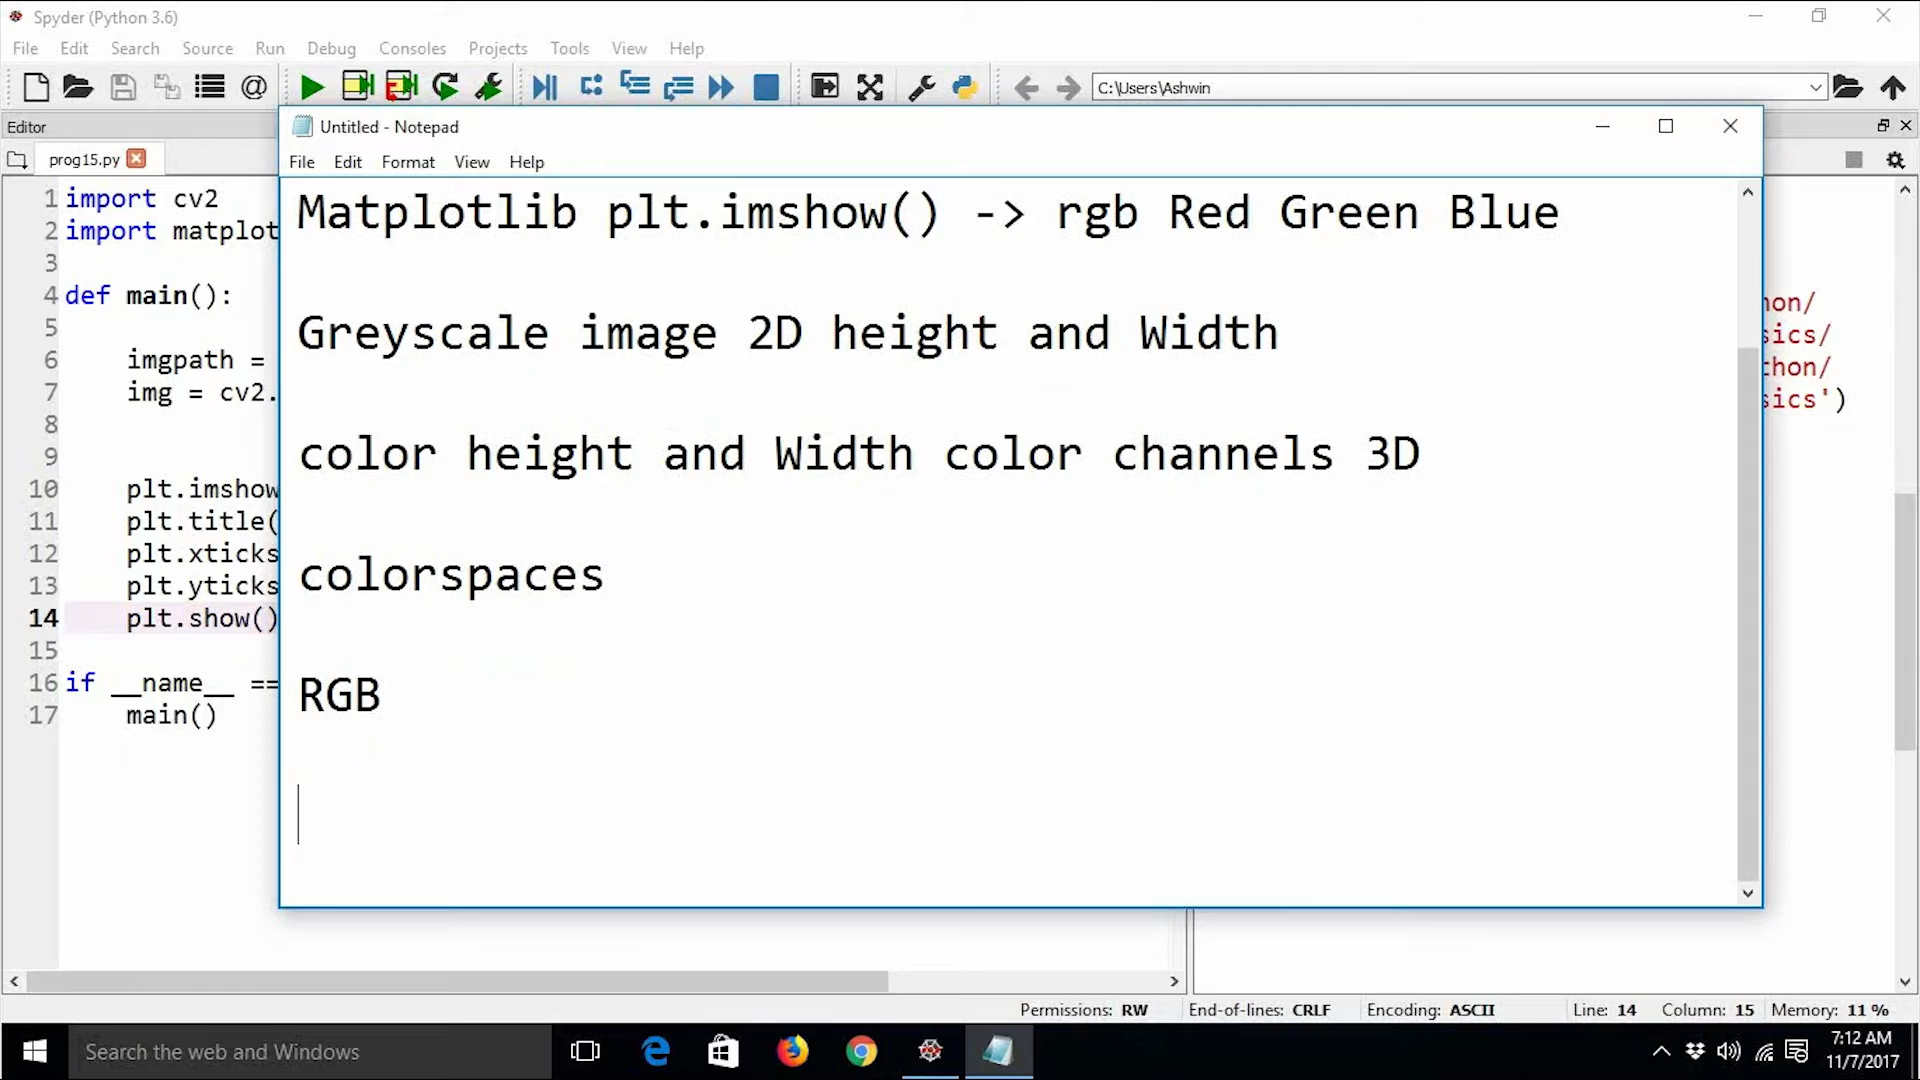 Spyder (Python 3.6)
File Edit Search Source Run Debug Consoles Projects Tools View Help
C:\Users\Ashwin
Editor
prog15.py
1 import cv2
2 import matplot
3
4 def main():
5
6 imgpath =
7 img = cv2.
8
9
10 plt.imshow
11 plt.title(
12 plt.xticks
13 plt.yticks
14 plt.show()
15
16 if __name__ ==
17 main()
Untitled - Notepad
File Edit Format View Help
Matplotlib plt.imshow() -> rgb Red Green Blue
Greyscale image 2D height and Width
color height and Width color channels 3D
colorspaces
RGB
hon/
sics/
thon/
sics')
Permissions: RW End-of-lines: CRLF Encoding: ASCII Line: 14 Column: 15 Memory: 11 %
Search the web and Windows
7:12 AM
11/7/2017